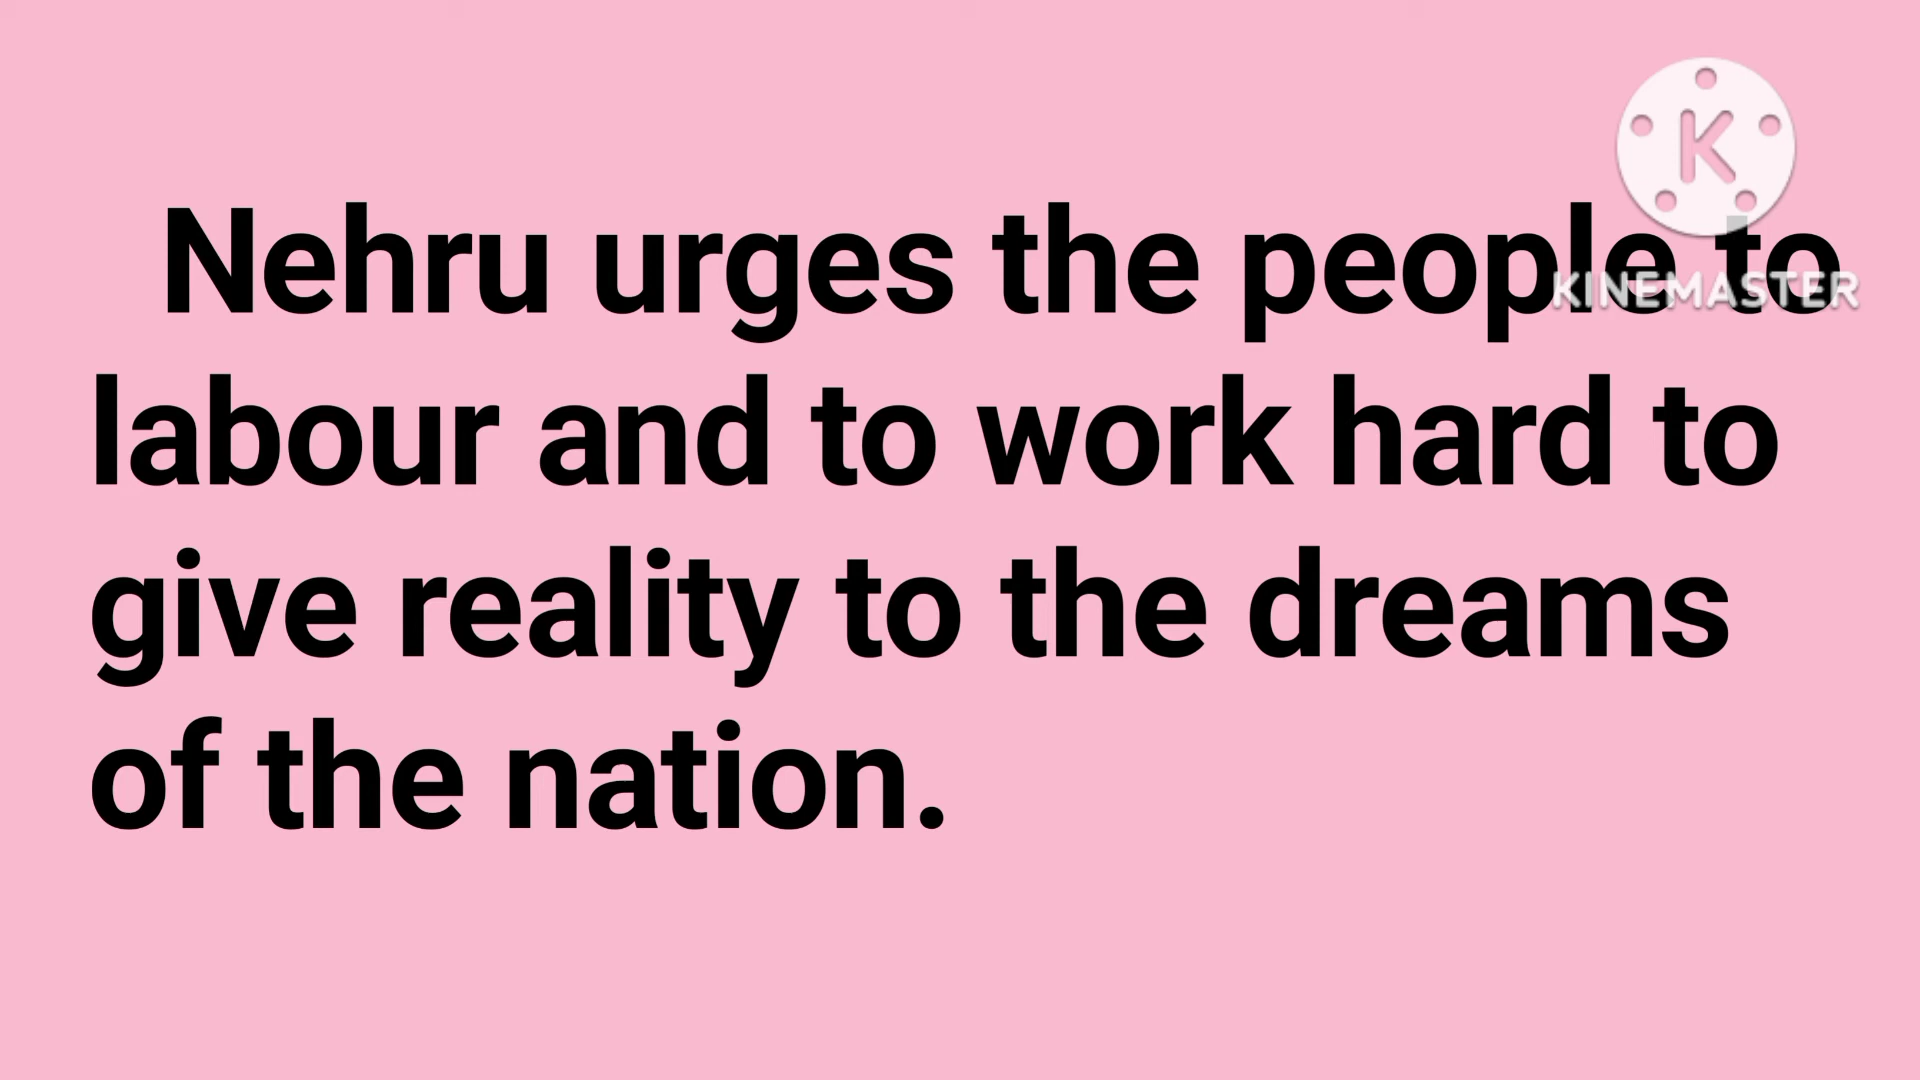 K
KINEMASTER
Nehru urges the people to
labour and to work hard to
give reality to the dreams
of the nation.